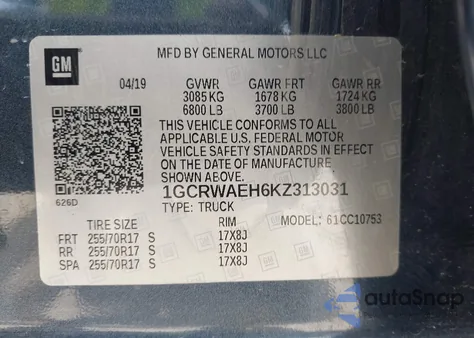 GM
MFD BY GENERAL MOTORS LLC
04/19 GVWR GAWR FRT GAWR RR
3085 KG 1678 KG 1724 KG
6800 LB 3700 LB 3800 LB
THIS VEHICLE CONFORMS TO ALL
APPLICABLE U.S. FEDERAL MOTOR
VEHICLE SAFETY STANDARDS IN EFFECT
ON THE DATE OF MANUFACTURE
SHOWN ABOVE.
626D
1GCRWAEH6KZ313031
TYPE: TRUCK MODEL: 61CC10753
TIRE SIZE RIM
FRT 255/70R17 S 17X8J
RR 255/70R17 S 17X8J
SPA 255/70R17 S 17X8J
autoSnap